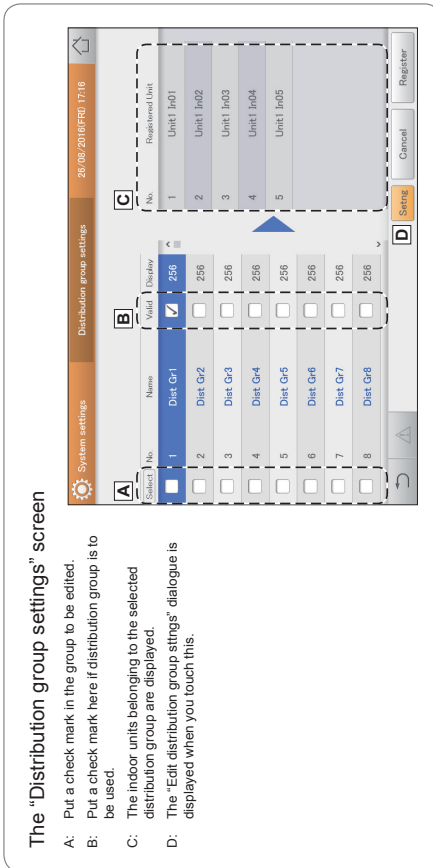 The “Distribution group settings” screen
A: Put a check mark in the group to be edited.
B: Put a check mark here if distribution group is to
be used.
C: The indoor units belonging to the selected
distribution group are displayed.
D: The “Edit distribution group sttngs” dialogue is
displayed when you touch this.
System settings Distribution group settings 26/08/2016(FRI) 17:16
A B C
Select No. Name Valid Display No. Registered Unit
1 Dist Gr1 256 1 Unit1 In01
2 Dist Gr2 256 2 Unit1 In02
3 Dist Gr3 256 3 Unit1 In03
4 Dist Gr4 256 4 Unit1 In04
5 Dist Gr5 256 5 Unit1 In05
6 Dist Gr6 256
7 Dist Gr7 256
8 Dist Gr8 256
D
Setng Cancel Register